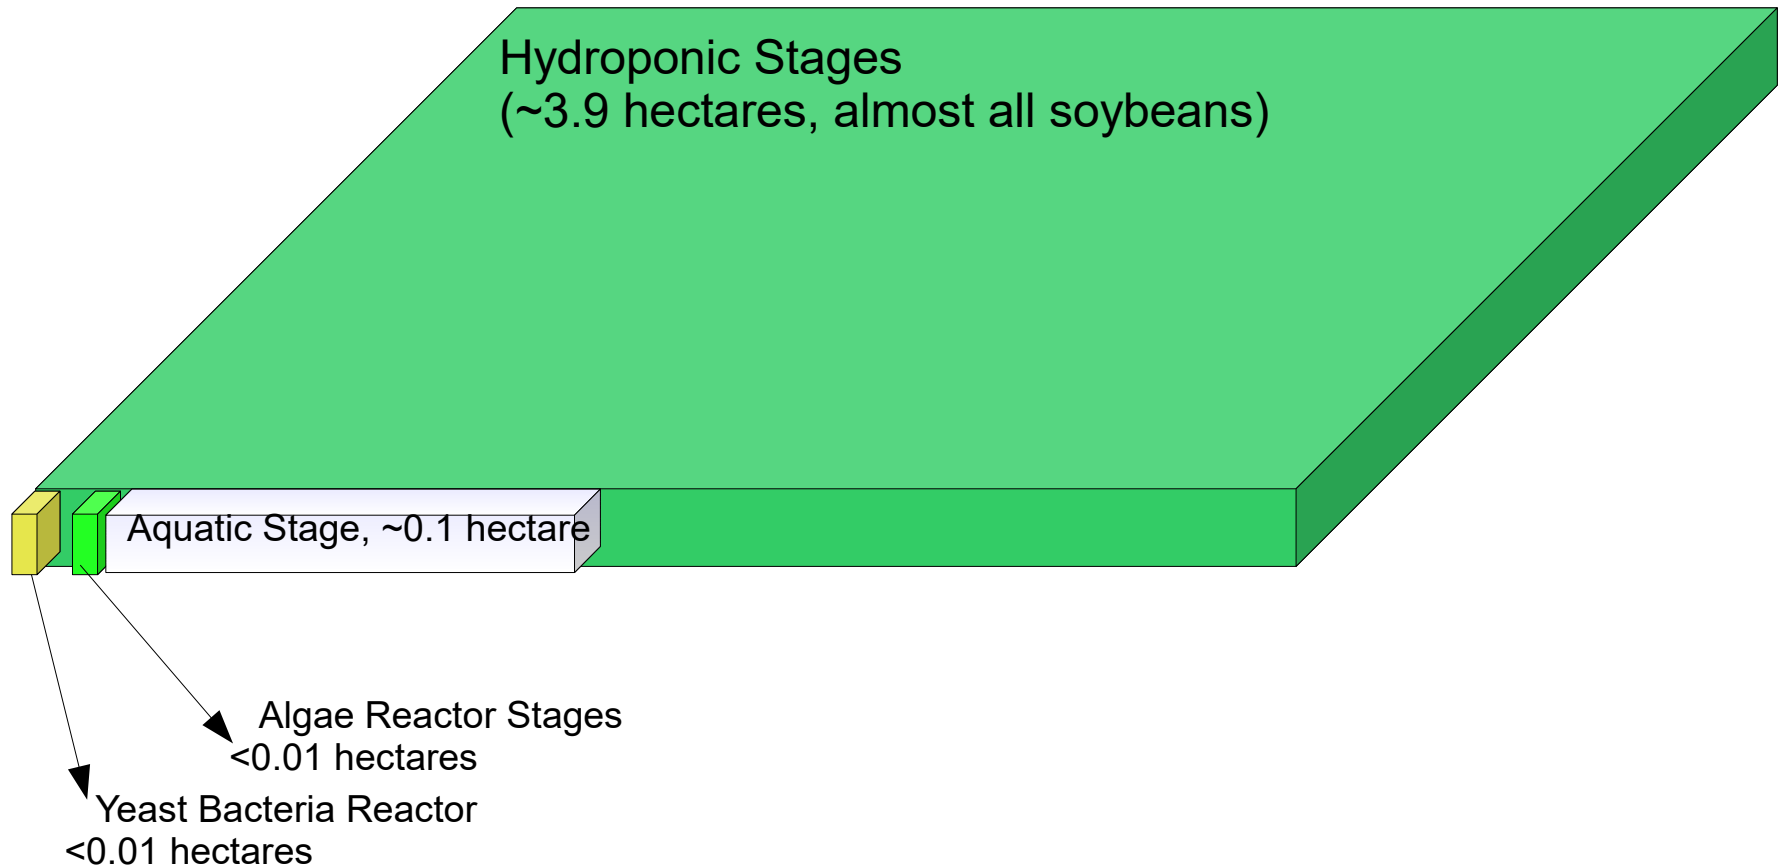 Hydroponic Stages
(~3.9 hectares, almost all soybeans)
Aquatic Stage, ~0.1 hectare
Algae Reactor Stages
<0.01 hectares
Yeast Bacteria Reactor
<0.01 hectares